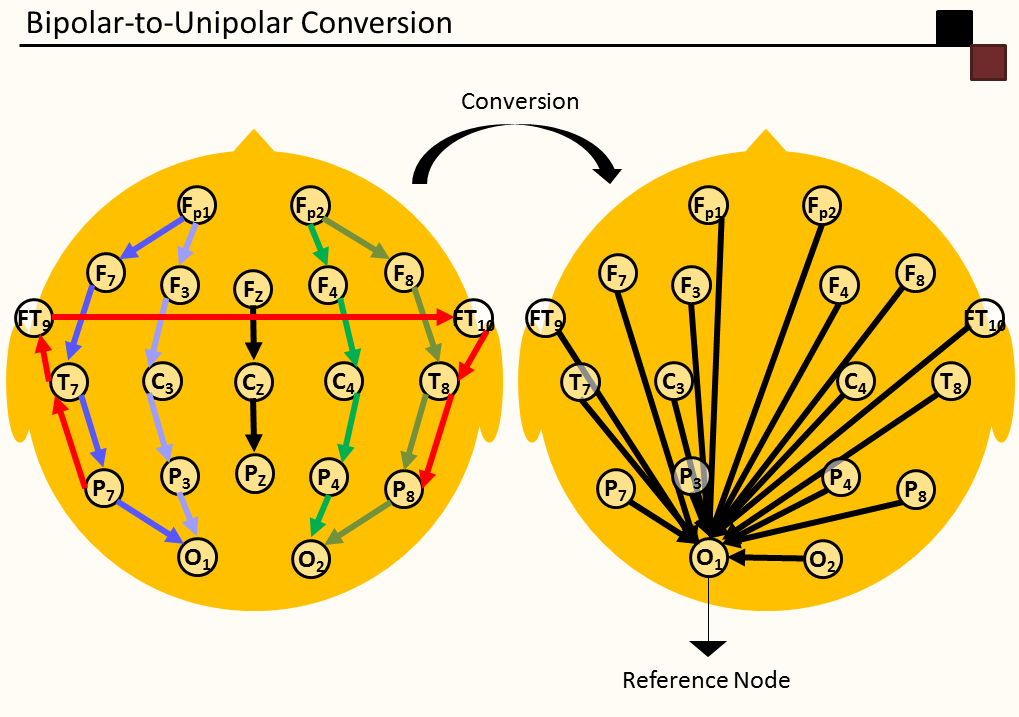 Bipolar-to-Unipolar Conversion
Conversion
Fp1 Fp2
F7 F3 FZ F4 F8
FT9 FT10
T7 C3 CZ C4 T8
P7 P3 PZ P4 P8
O1 O2
Fp1 Fp2
F7 F3 F4 F8
FT9 FT10
T7 C3 C4 T8
P7 P3 P4 P8
O1 O2
Reference Node